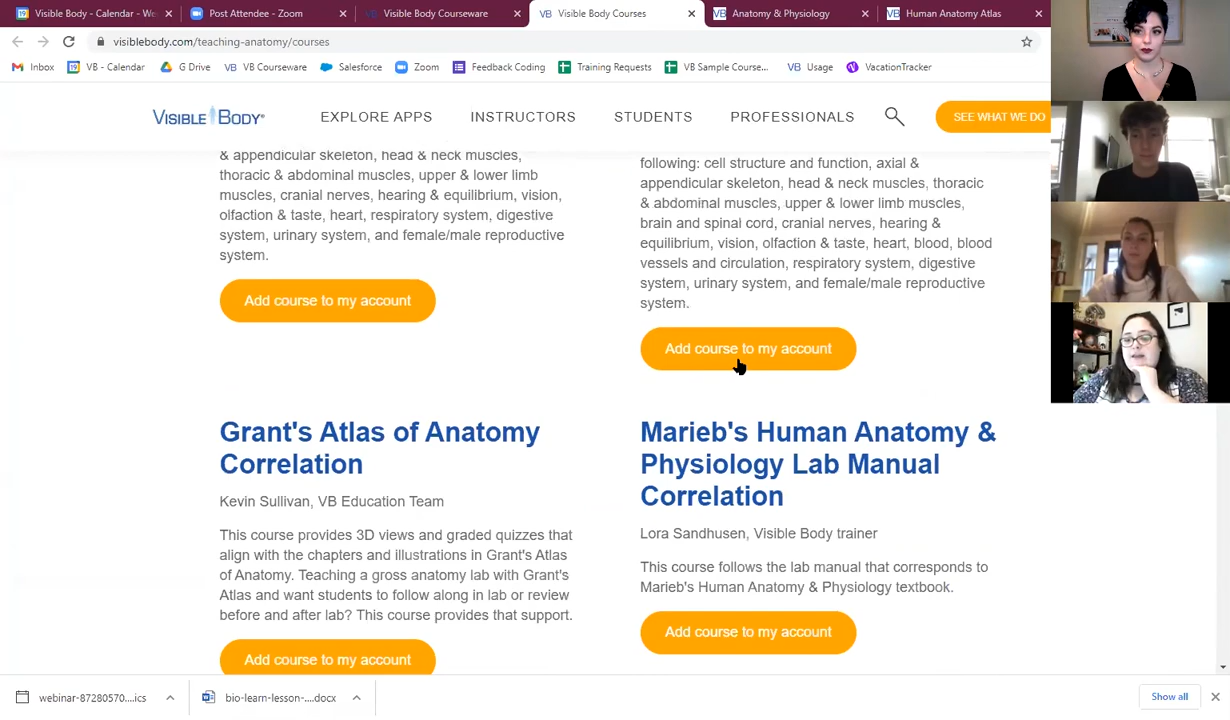 Visible Body - Calendar - We
Post Attendee - Zoom
Visible Body Courseware
Visible Body Courses
Anatomy & Physiology
Human Anatomy Atlas
visiblebody.com/teaching-anatomy/courses
Inbox
VB - Calendar
G Drive
VB Courseware
Salesforce
Zoom
Feedback Coding
Training Requests
VB Sample Course...
Usage
VacationTracker
VISIBLE BODY®
EXPLORE APPS
INSTRUCTORS
STUDENTS
PROFESSIONALS
SEE WHAT WE DO
& appendicular skeleton, head & neck muscles,
thoracic & abdominal muscles, upper & lower limb
muscles, cranial nerves, hearing & equilibrium, vision,
olfaction & taste, heart, respiratory system, digestive
system, urinary system, and female/male reproductive
system.
Add course to my account
following: cell structure and function, axial &
appendicular skeleton, head & neck muscles, thoracic
& abdominal muscles, upper & lower limb muscles,
brain and spinal cord, cranial nerves, hearing &
equilibrium, vision, olfaction & taste, heart, blood, blood
vessels and circulation, respiratory system, digestive
system, urinary system, and female/male reproductive
system.
Add course to my account
Grant's Atlas of Anatomy
Correlation
Kevin Sullivan, VB Education Team
This course provides 3D views and graded quizzes that
align with the chapters and illustrations in Grant's Atlas
of Anatomy. Teaching a gross anatomy lab with Grant's
Atlas and want students to follow along in lab or review
before and after lab? This course provides that support.
Add course to my account
Marieb's Human Anatomy &
Physiology Lab Manual
Correlation
Lora Sandhusen, Visible Body trainer
This course follows the lab manual that corresponds to
Marieb's Human Anatomy & Physiology textbook.
Add course to my account
webinar-87280570....ics
bio-learn-lesson-....docx
Show all